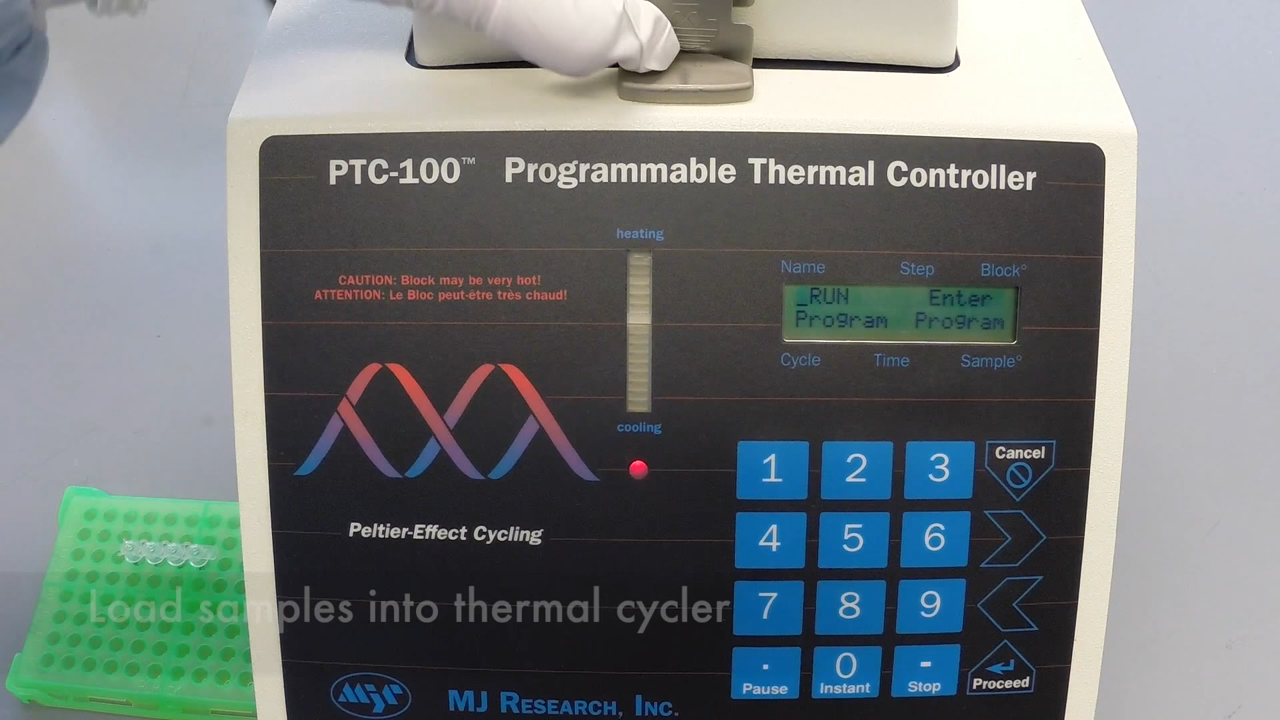 PTC-100™ Programmable Thermal Controller
heating
CAUTION: Block may be very hot!
ATTENTION: Le Bloc peut-être très chaud!
Name Step Block°
_RUN Enter
Program Program
Cycle Time Sample°
cooling
1 2 3 Cancel
Peltier-Effect Cycling
4 5 6
Load samples into thermal cycler
7 8 9
. 0 -
Pause Instant Stop Proceed
MJR MJ RESEARCH, INC.